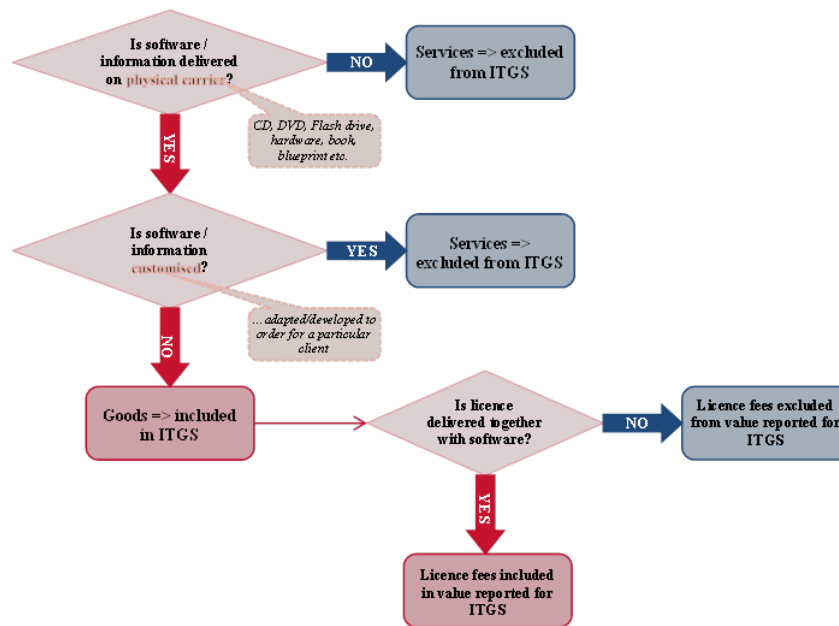 Is software /
information delivered
on physical carrier?
NO
Services => excluded
from ITGS
CD, DVD, Flash drive,
hardware, book,
blueprint etc.
YES
Is software /
information
customised?
YES
Services =>
excluded from ITGS
...adapted/developed to
order for a particular
client
NO
Goods => included
in ITGS
Is licence
delivered together
with software?
NO
Licence fees excluded
from value reported for
ITGS
YES
Licence fees included
in value reported for
ITGS